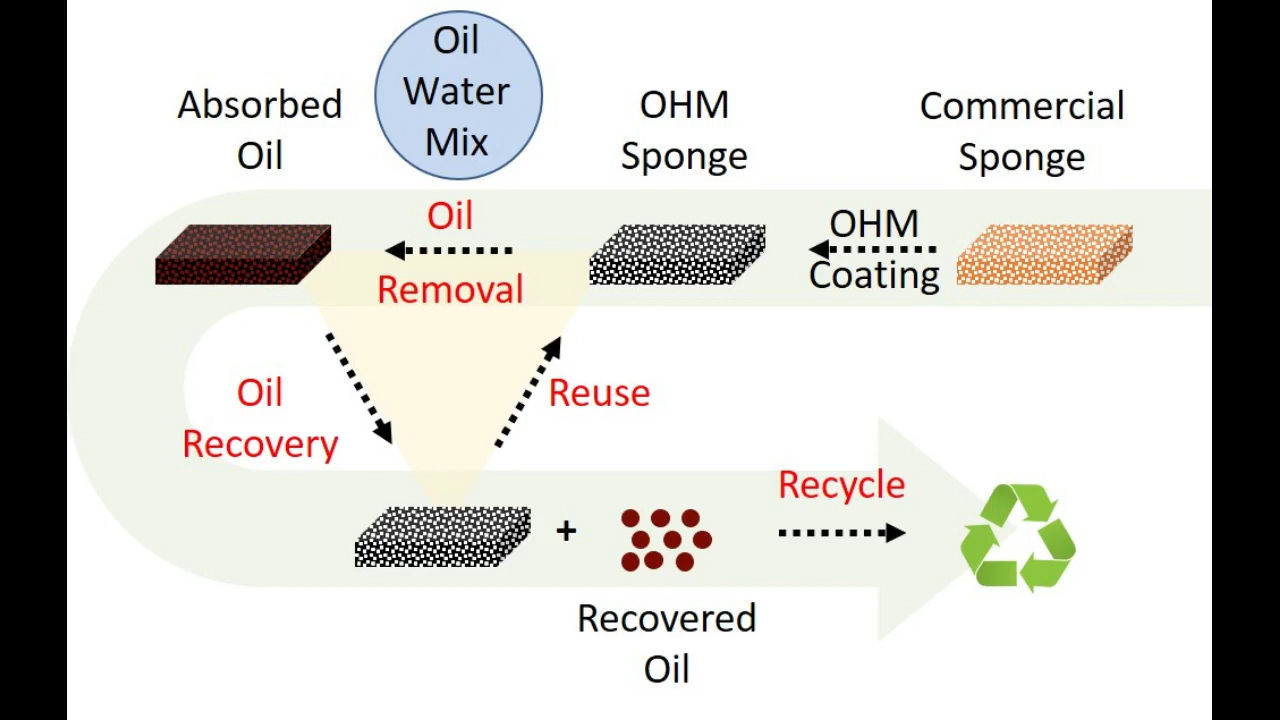 Oil
Water
Mix
Absorbed
Oil
OHM
Sponge
Commercial
Sponge
Oil
Removal
OHM
Coating
Oil
Recovery
Reuse
+
Recycle
Recovered
Oil